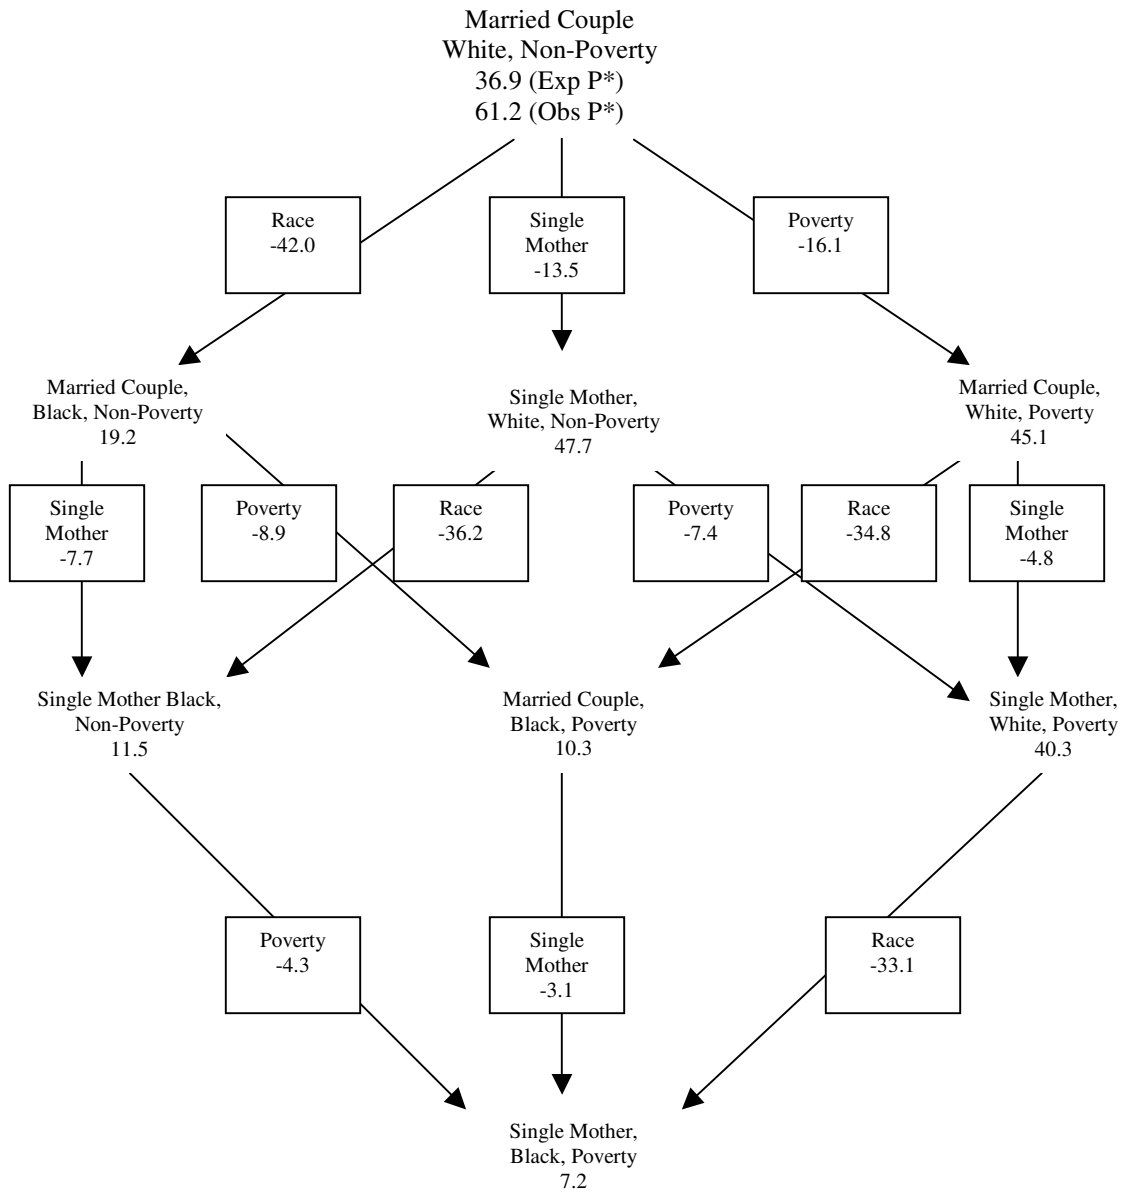 Married Couple
White, Non-Poverty
36.9 (Exp P*)
61.2 (Obs P*)
Race
-42.0
Single
Mother
-13.5
Poverty
-16.1
Married Couple,
Black, Non-Poverty
19.2
Single Mother,
White, Non-Poverty
47.7
Married Couple,
White, Poverty
45.1
Single
Mother
-7.7
Poverty
-8.9
Race
-36.2
Poverty
-7.4
Race
-34.8
Single
Mother
-4.8
Single Mother Black,
Non-Poverty
11.5
Married Couple,
Black, Poverty
10.3
Single Mother,
White, Poverty
40.3
Poverty
-4.3
Single
Mother
-3.1
Race
-33.1
Single Mother,
Black, Poverty
7.2